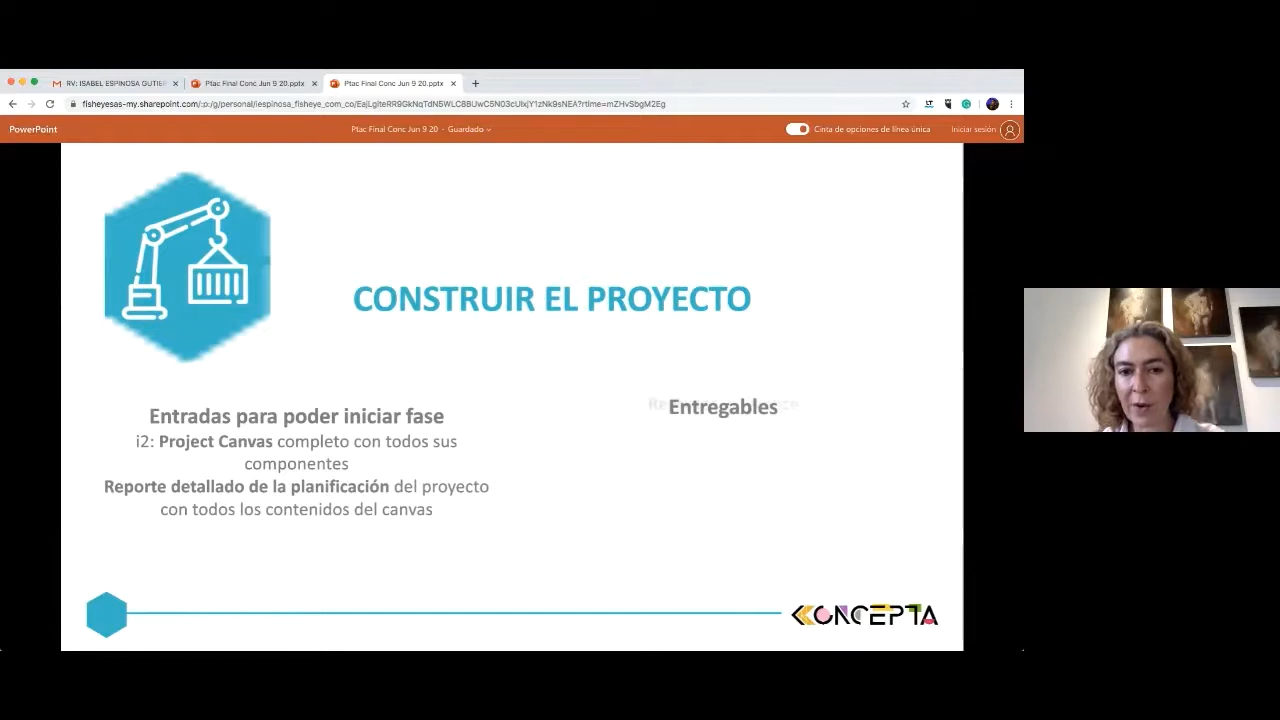 RV: ISABEL ESPINOSA GUTIER
Ptac Final Conc Jun 9 20.pptx
Ptac Final Conc Jun 9 20.pptx
PowerPoint
Ptac Final Conc Jun 9 20 - Guardado
Cinta de opciones de línea única
Iniciar sesión
CONSTRUIR EL PROYECTO
Entradas para poder iniciar fase
i2: Project Canvas completo con todos sus
componentes
Reporte detallado de la planificación del proyecto
con todos los contenidos del canvas
Entregables
KONCEPTA